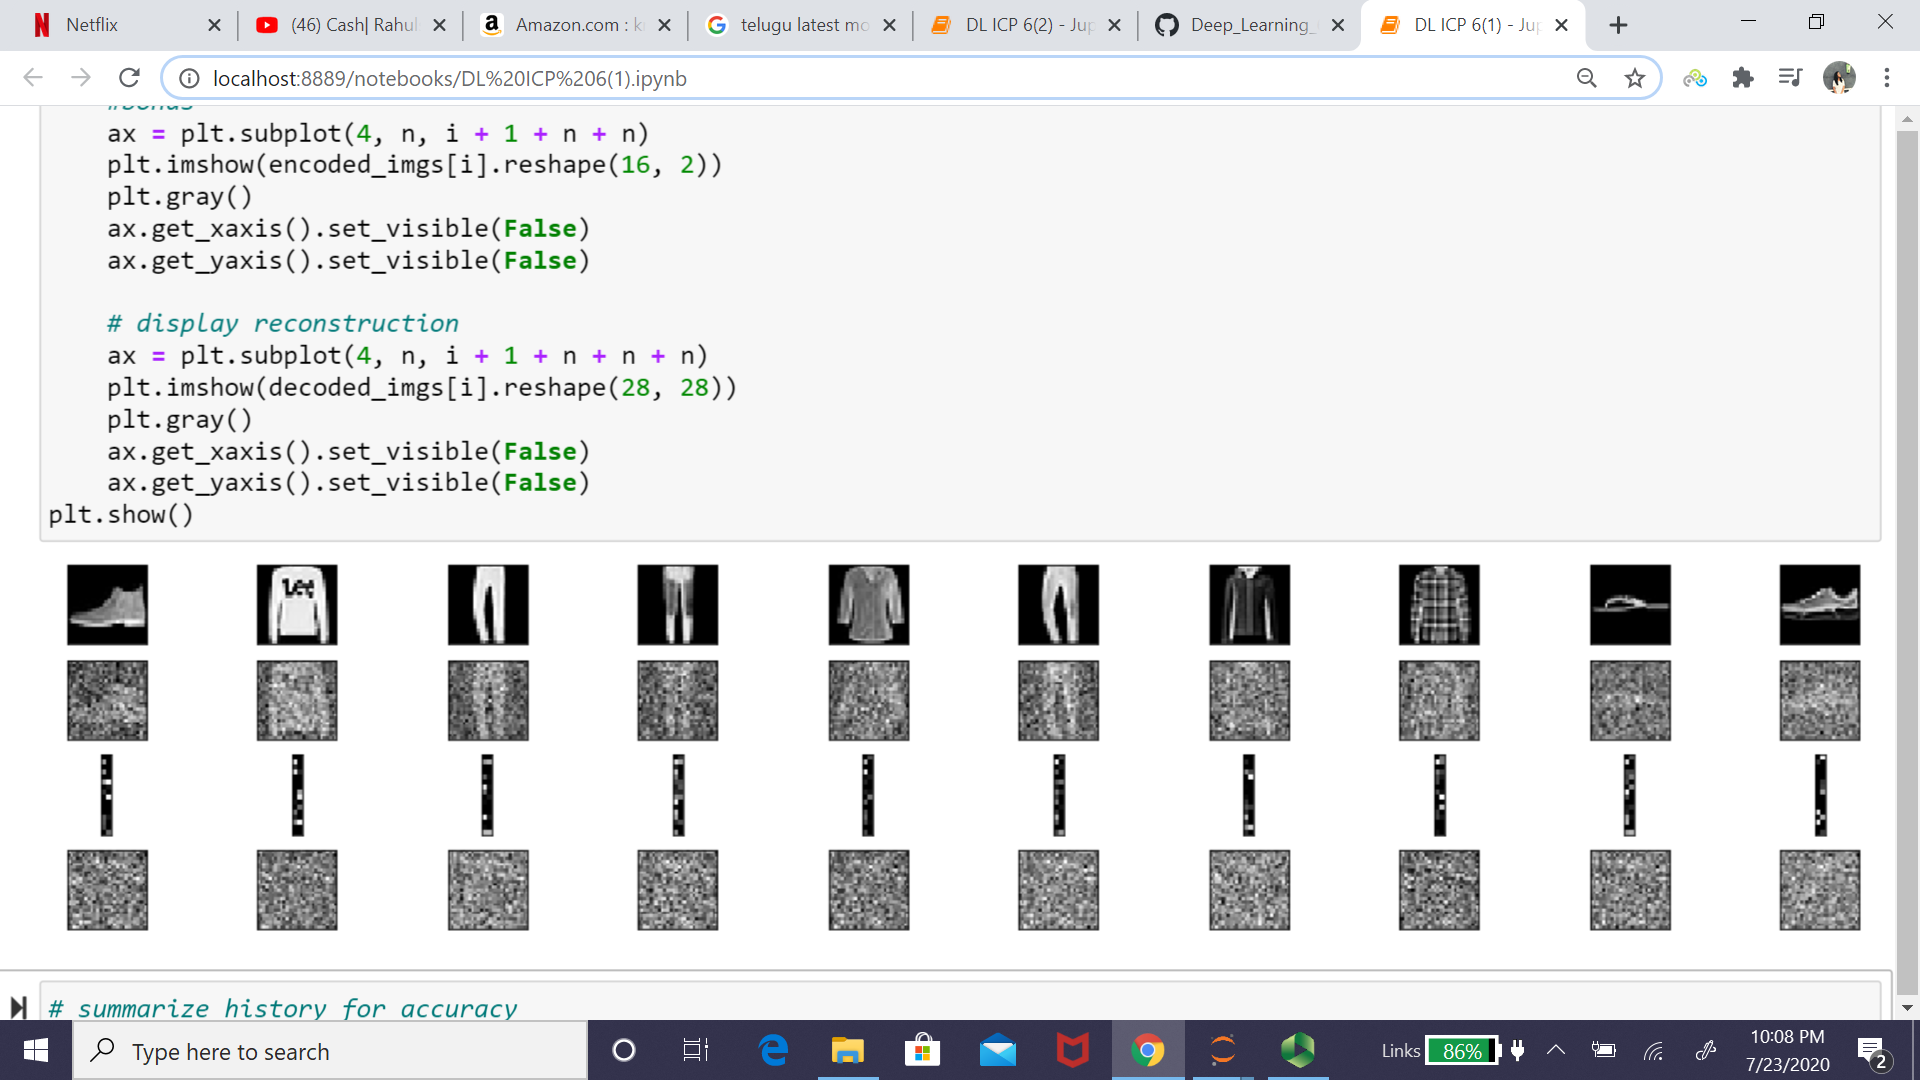 Netflix
(46) Cash| Rahul
Amazon.com : k
telugu latest mo
DL ICP 6(2) - Jup
Deep_Learning_
DL ICP 6(1) - Jup
localhost:8889/notebooks/DL%20ICP%206(1).ipynb
#bonus
ax = plt.subplot(4, n, i + 1 + n + n)
plt.imshow(encoded_imgs[i].reshape(16, 2))
plt.gray()
ax.get_xaxis().set_visible(False)
ax.get_yaxis().set_visible(False)
# display reconstruction
ax = plt.subplot(4, n, i + 1 + n + n + n)
plt.imshow(decoded_imgs[i].reshape(28, 28))
plt.gray()
ax.get_xaxis().set_visible(False)
ax.get_yaxis().set_visible(False)
plt.show()
Lee
# summarize history for accuracy
Type here to search
Links
86%
10:08 PM
7/23/2020
2